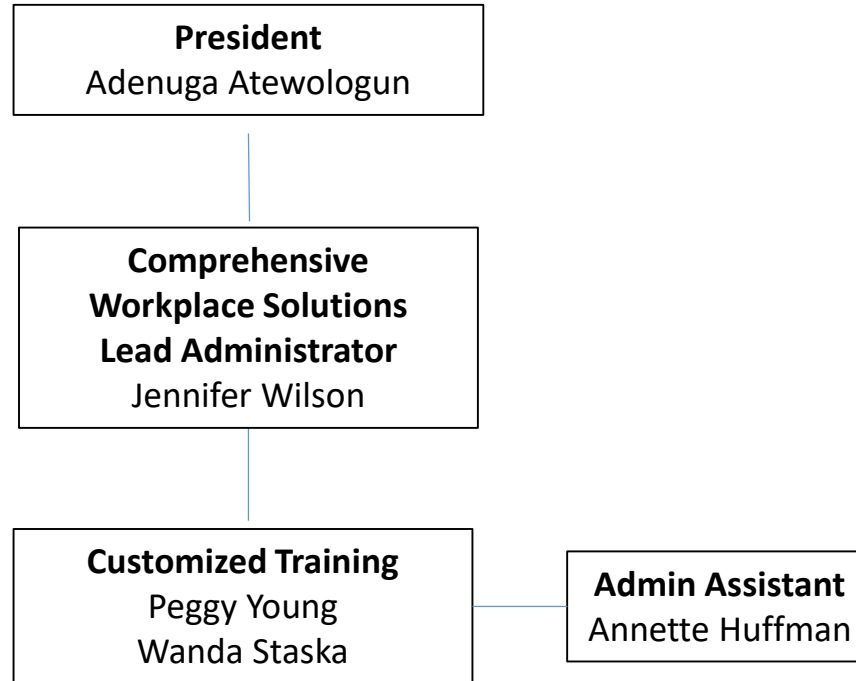 President
Adenuga Atewologun
Comprehensive
Workplace Solutions
Lead Administrator
Jennifer Wilson
Customized Training
Peggy Young
Wanda Staska
Admin Assistant
Annette Huffman